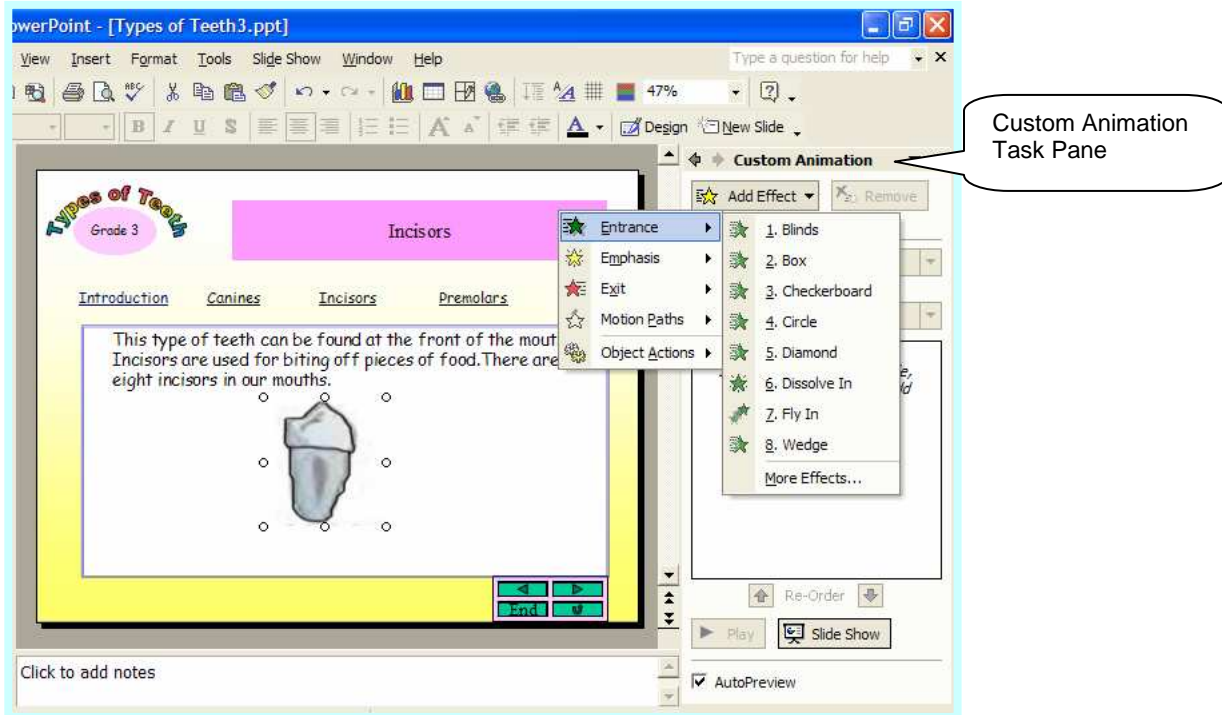 owerPoint - [Types of Teeth3.ppt]
View Insert Format Tools Slide Show Window Help Type a question for help
47%
B I U S A A A Design New Slide
Custom Animation
Custom Animation
Task Pane
Add Effect Remove
Types of Teeth
Grade 3
Incisors
Introduction Canines Incisors Premolars
This type of teeth can be found at the front of the mout
Incisors are used for biting off pieces of food.There are
eight incisors in our mouths.
End
Entrance
Emphasis
Exit
Motion Paths
Object Actions
1. Blinds
2. Box
3. Checkerboard
4. Circle
5. Diamond
6. Dissolve In
7. Fly In
8. Wedge
More Effects...
Re-Order
Play Slide Show
AutoPreview
Click to add notes